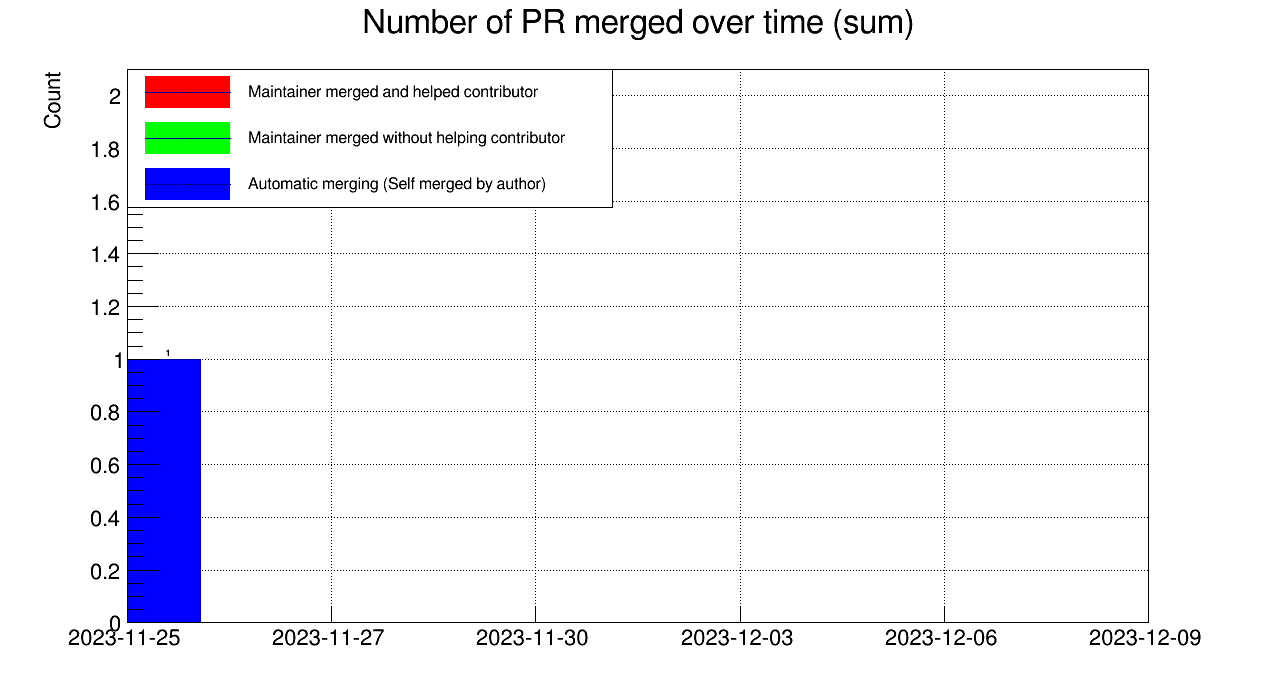 Number of PR merged over time (sum)
Count
Maintainer merged and helped contributor
Maintainer merged without helping contributor
Automatic merging (Self merged by author)
2
1.8
1.6
1.4
1.2
1
1
0.8
0.6
0.4
0.2
0
2023-11-25 2023-11-27 2023-11-30 2023-12-03 2023-12-06 2023-12-09